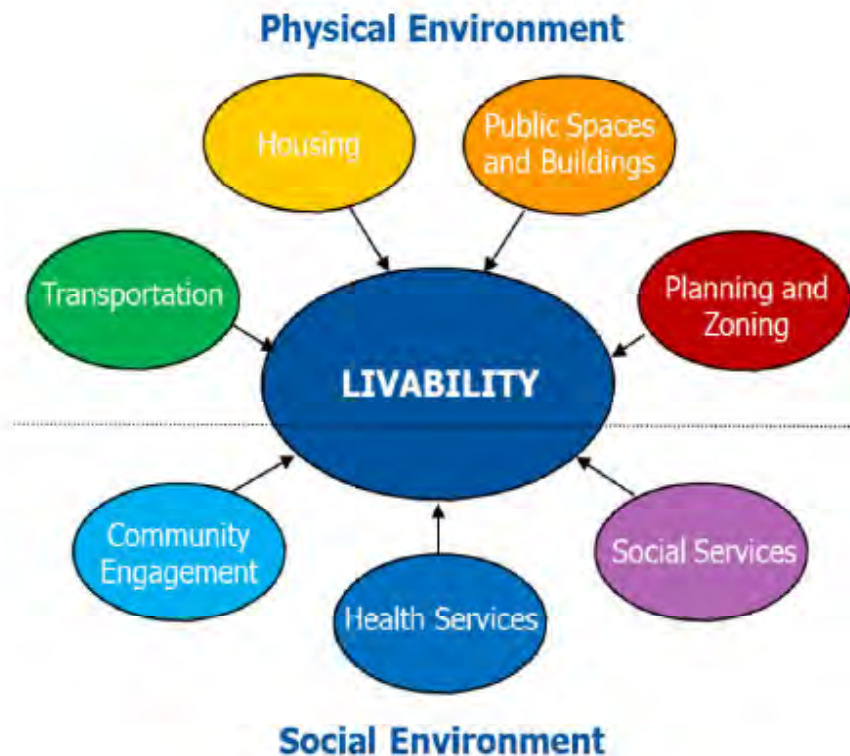 Physical Environment
Housing
Public Spaces
and Buildings
Transportation
Planning and
Zoning
LIVABILITY
Community
Engagement
Health Services
Social Services
Social Environment